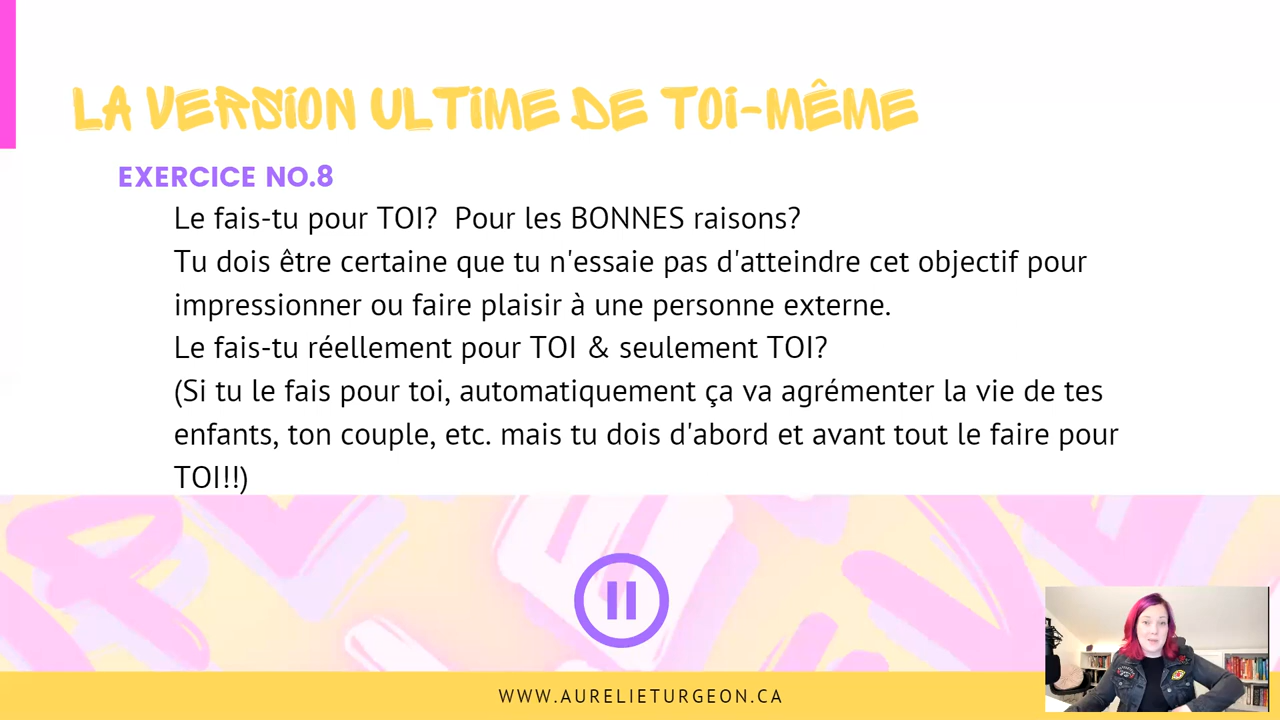 LA VERSION ULTIME DE TOI-MÊME
EXERCICE NO.8
Le fais-tu pour TOI? Pour les BONNES raisons?
Tu dois être certaine que tu n'essaie pas d'atteindre cet objectif pour
impressionner ou faire plaisir à une personne externe.
Le fais-tu réellement pour TOI & seulement TOI?
(Si tu le fais pour toi, automatiquement ça va agrémenter la vie de tes
enfants, ton couple, etc. mais tu dois d'abord et avant tout le faire pour
TOI!!)
WWW.AURELIETURGEON.CA